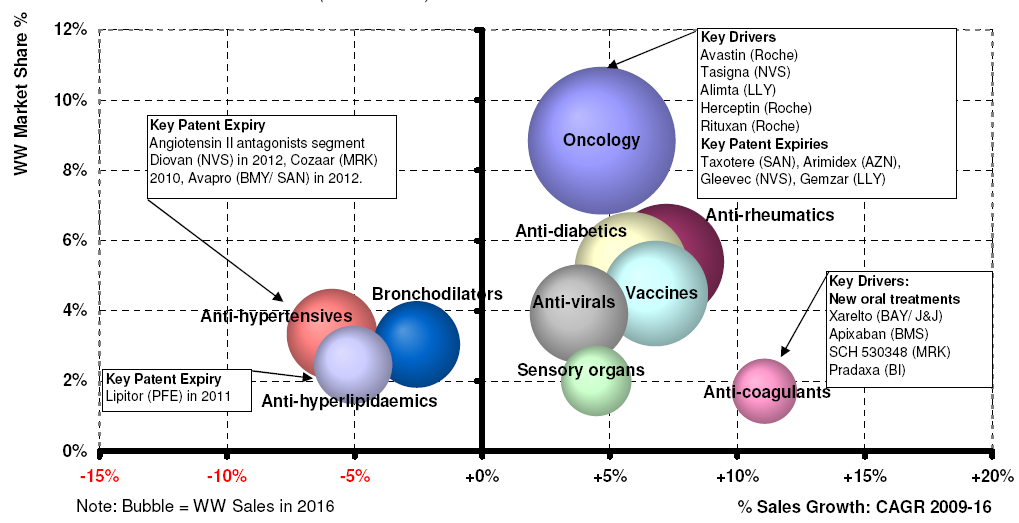 WW Market Share %
12%
10%
8%
6%
4%
2%
0%
-15%
-10%
-5%
+0%
+5%
+10%
+15%
+20%
Key Patent Expiry
Angiotensin II antagonists segment
Diovan (NVS) in 2012, Cozaar (MRK)
2010, Avapro (BMY/ SAN) in 2012.
Key Drivers
Avastin (Roche)
Tasigna (NVS)
Alimta (LLY)
Herceptin (Roche)
Rituxan (Roche)
Key Patent Expiries
Taxotere (SAN), Arimidex (AZN),
Gleevec (NVS), Gemzar (LLY)
Oncology
Anti-rheumatics
Anti-diabetics
Bronchodilators
Anti-virals
Vaccines
Anti-hypertensives
Key Drivers:
New oral treatments
Xarelto (BAY/ J&J)
Apixaban (BMS)
SCH 530348 (MRK)
Pradaxa (BI)
Sensory organs
Key Patent Expiry
Lipitor (PFE) in 2011
Anti-hyperlipidaemics
Anti-coagulants
Note: Bubble = WW Sales in 2016
% Sales Growth: CAGR 2009-16